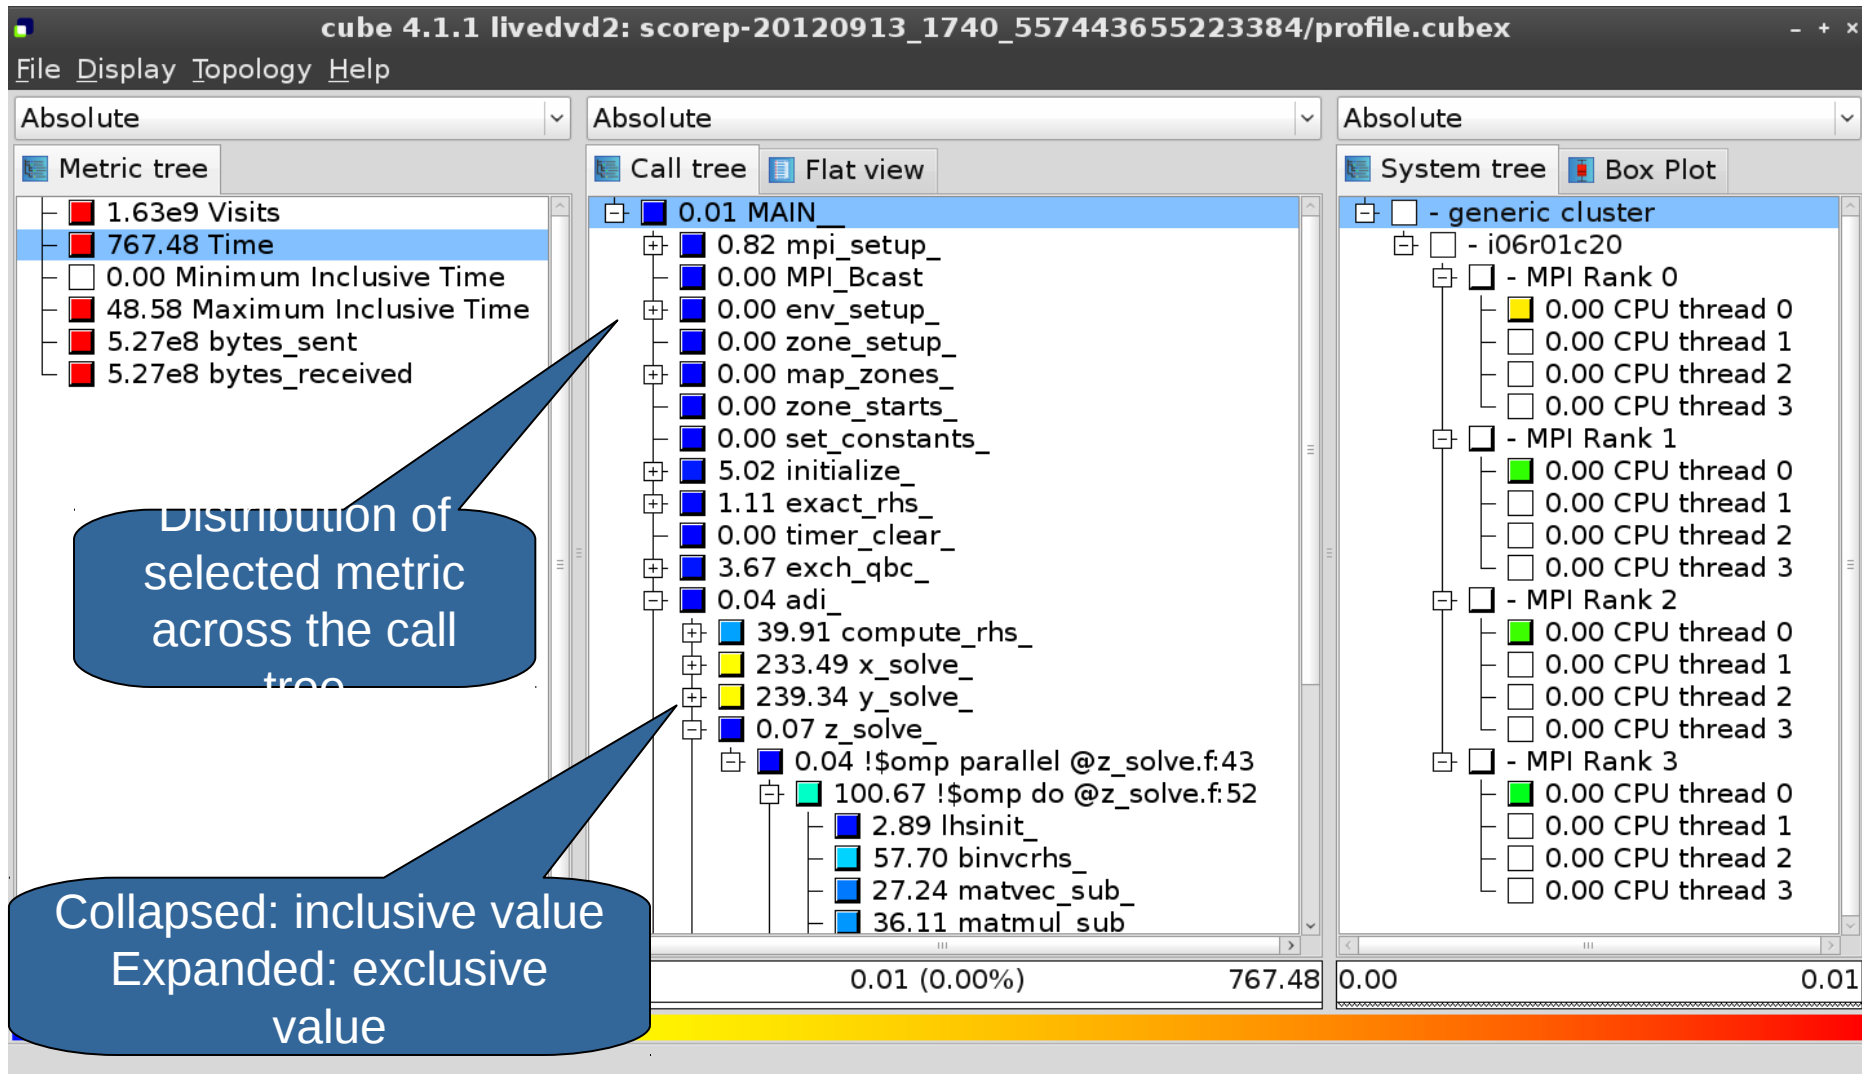 cube 4.1.1 livedvd2: scorep-20120913_1740_557443655223384/profile.cubex
File Display Topology Help
Absolute
Absolute
Absolute
Metric tree
Call tree
Flat view
System tree
Box Plot
1.63e9 Visits
767.48 Time
0.00 Minimum Inclusive Time
48.58 Maximum Inclusive Time
5.27e8 bytes_sent
5.27e8 bytes_received
0.01 MAIN__
0.82 mpi_setup_
0.00 MPI_Bcast
0.00 env_setup_
0.00 zone_setup_
0.00 map_zones_
0.00 zone_starts_
0.00 set_constants_
5.02 initialize_
1.11 exact_rhs_
0.00 timer_clear_
3.67 exch_qbc_
0.04 adi_
39.91 compute_rhs_
233.49 x_solve_
239.34 y_solve_
0.07 z_solve_
0.04 !$omp parallel @z_solve.f:43
100.67 !$omp do @z_solve.f:52
2.89 lhsinit_
57.70 binvcrhs_
27.24 matvec_sub_
36.11 matmul_sub
0.01 (0.00%)
767.48
- generic cluster
- i06r01c20
- MPI Rank 0
0.00 CPU thread 0
0.00 CPU thread 1
0.00 CPU thread 2
0.00 CPU thread 3
- MPI Rank 1
0.00 CPU thread 0
0.00 CPU thread 1
0.00 CPU thread 2
0.00 CPU thread 3
- MPI Rank 2
0.00 CPU thread 0
0.00 CPU thread 1
0.00 CPU thread 2
0.00 CPU thread 3
- MPI Rank 3
0.00 CPU thread 0
0.00 CPU thread 1
0.00 CPU thread 2
0.00 CPU thread 3
0.00
0.01
Distribution of
selected metric
across the call
tree
Collapsed: inclusive value
Expanded: exclusive
value